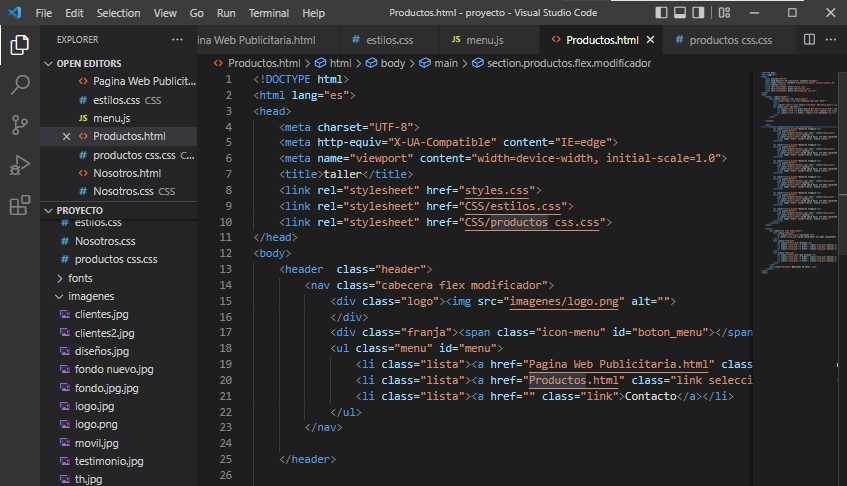 File Edit Selection View Go Run Terminal Help Productos.html - proyecto - Visual Studio Code
EXPLORER
OPEN EDITORS
Pagina Web Publicit...
estilos.css CSS
menu.js
Productos.html
productos css.css C...
Nosotros.html
Nosotros.css CSS
PROYECTO
estilos.css
Nosotros.css
productos css.css
fonts
imagenes
clientes.jpg
clientes2.jpg
diseños.jpg
fondo nuevo.jpg
fondo.jpg.jpg
logo.jpg
logo.png
movil.jpg
testimonio.jpg
th.jpg
ina Web Publicitaria.html estilos.css JS menu.js Productos.html productos css.css
Productos.html > html > body > main > section.productos.flex.modificador
1 <!DOCTYPE html>
2 <html lang="es">
3 <head>
4 <meta charset="UTF-8">
5 <meta http-equiv="X-UA-Compatible" content="IE=edge">
6 <meta name="viewport" content="width=device-width, initial-scale=1.0">
7 <title>taller</title>
8 <link rel="stylesheet" href="styles.css">
9 <link rel="stylesheet" href="CSS/estilos.css">
10 <link rel="stylesheet" href="CSS/productos css.css">
11 </head>
12 <body>
13 <header  class="header">
14 <nav class="cabecera flex modificador">
15 <div class="logo"><img src="imagenes/logo.png" alt="">
16 </div>
17 <div class="franja"><span class="icon-menu" id="boton_menu"></span
18 <ul class="menu" id="menu">
19 <li class="lista"><a href="Pagina Web Publicitaria.html" class
20 <li class="lista"><a href="Productos.html" class="link selecci
21 <li class="lista"><a href="" class="link">Contacto</a></li>
22 </ul>
23 </nav>
24
25 </header>
26